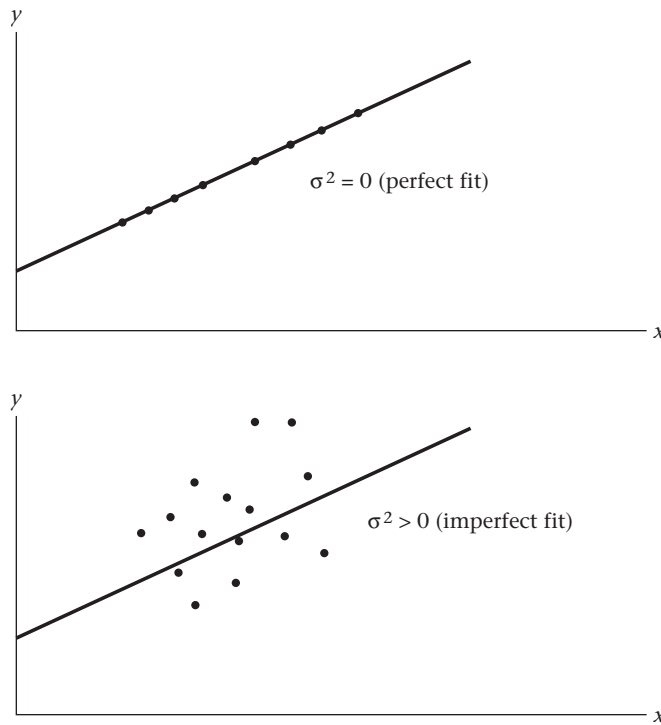 y
σ² = 0 (perfect fit)
x
y
σ² > 0 (imperfect fit)
x